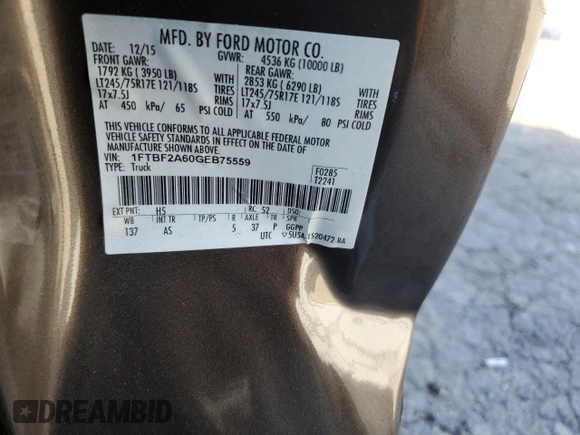 MFD. BY FORD MOTOR CO.
DATE: 12/15 GVWR: 4536 KG (10000 LB)
FRONT GAWR: REAR GAWR:
1792 KG (3950 LB) WITH 2853 KG (6290 LB) WITH
LT245/75R17E 121/118S TIRES LT245/75R17E 121/118S TIRES
17x7.5J RIMS 17x7.5J RIMS
AT 450 kPa/ 65 PSI COLD AT 550 kPa/ 80 PSI COLD
THIS VEHICLE CONFORMS TO ALL APPLICABLE FEDERAL MOTOR
VEHICLE SAFETY STANDARDS IN EFFECT ON THE DATE OF
MANUFACTURE SHOWN ABOVE.
VIN: 1FTBF2A60GEB75559 F0285
TYPE: Truck T2241
EXT PNT: H5 RC: 52 DSO:
WB INT TR TP/PS R AXLE TR SPR
137 AS 5 37 P GGPP
UTC
DREAMBID